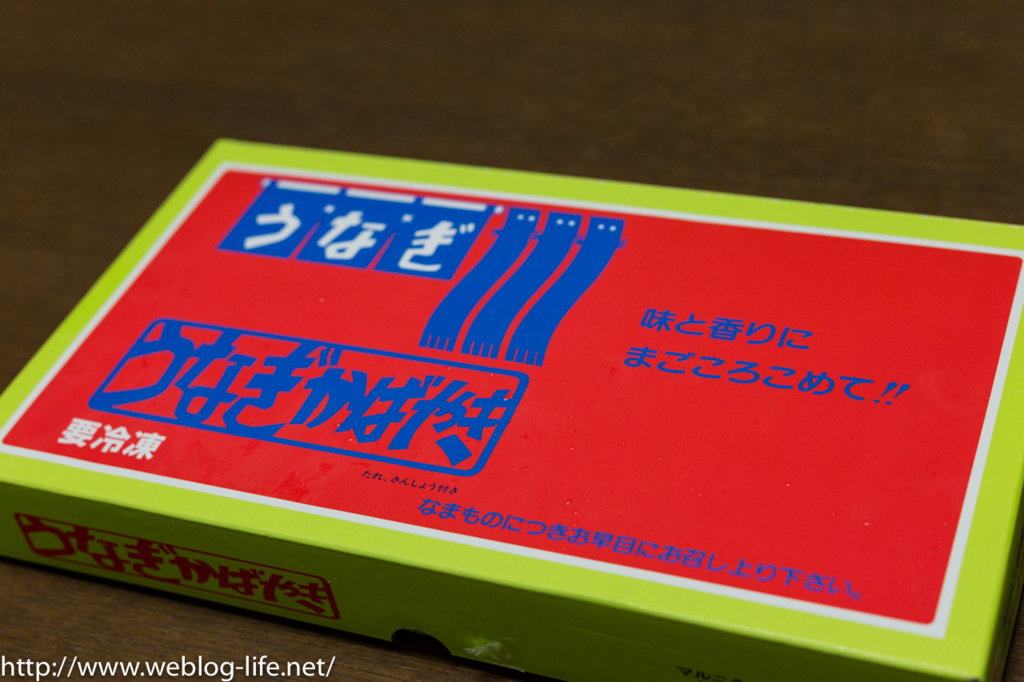 うなぎ
味と香りに
まごころこめて!!
うなぎかば焼き
要冷凍
たれ、さんしょう付き
なまものにつきお早目にお召し上り下さい。
うなぎかば焼き
http://www.weblog-life.net/